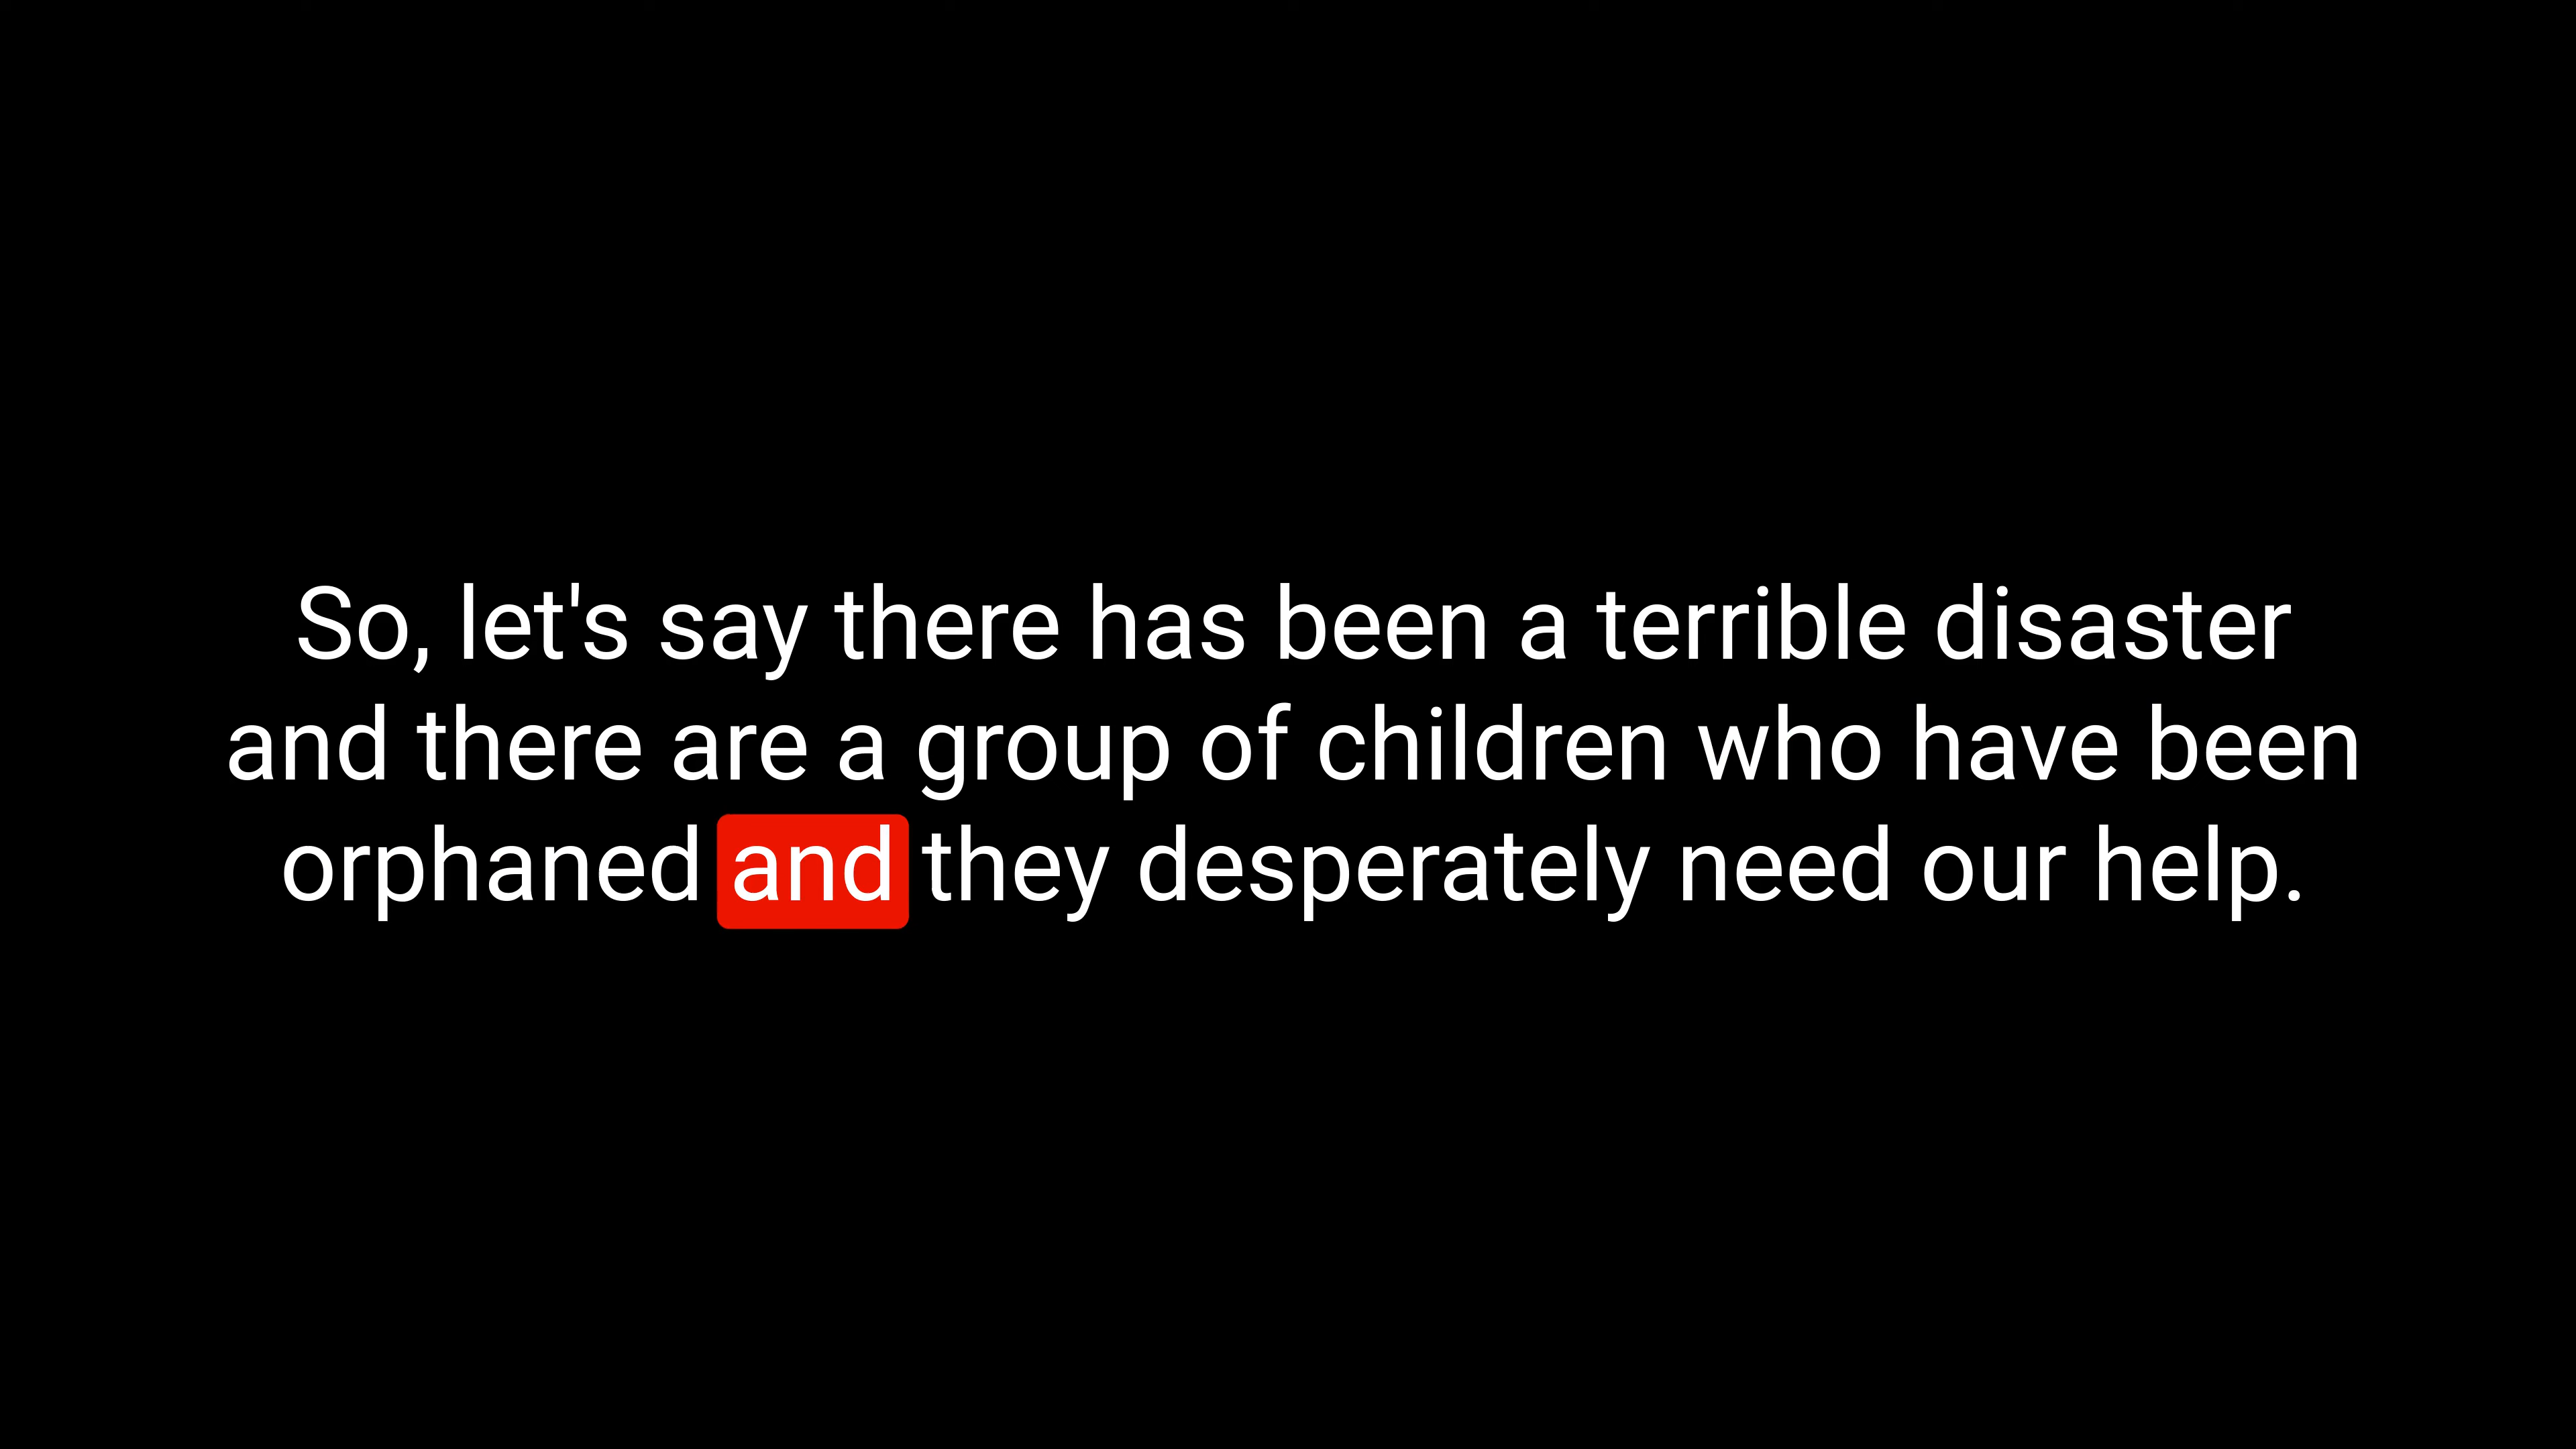 So, let's say there has been a terrible disaster
and there are a group of children who have been
orphaned and they desperately need our help.